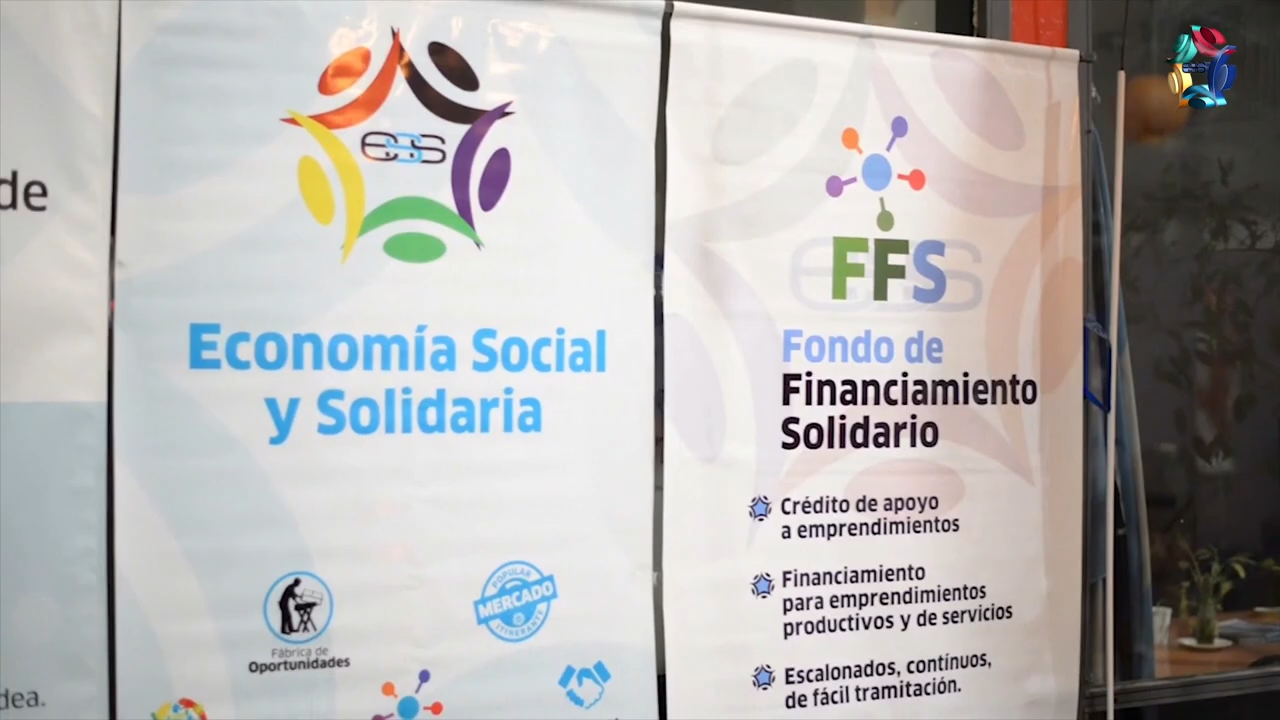 de
dea.
ess
Economía Social
y Solidaria
Fábrica de
Oportunidades
POPULAR
MERCADO
ITINERANTE
FFS
Fondo de
Financiamiento
Solidario
Crédito de apoyo
a emprendimientos
Financiamiento
para emprendimientos
productivos y de servicios
Escalonados, contínuos,
de fácil tramitación.